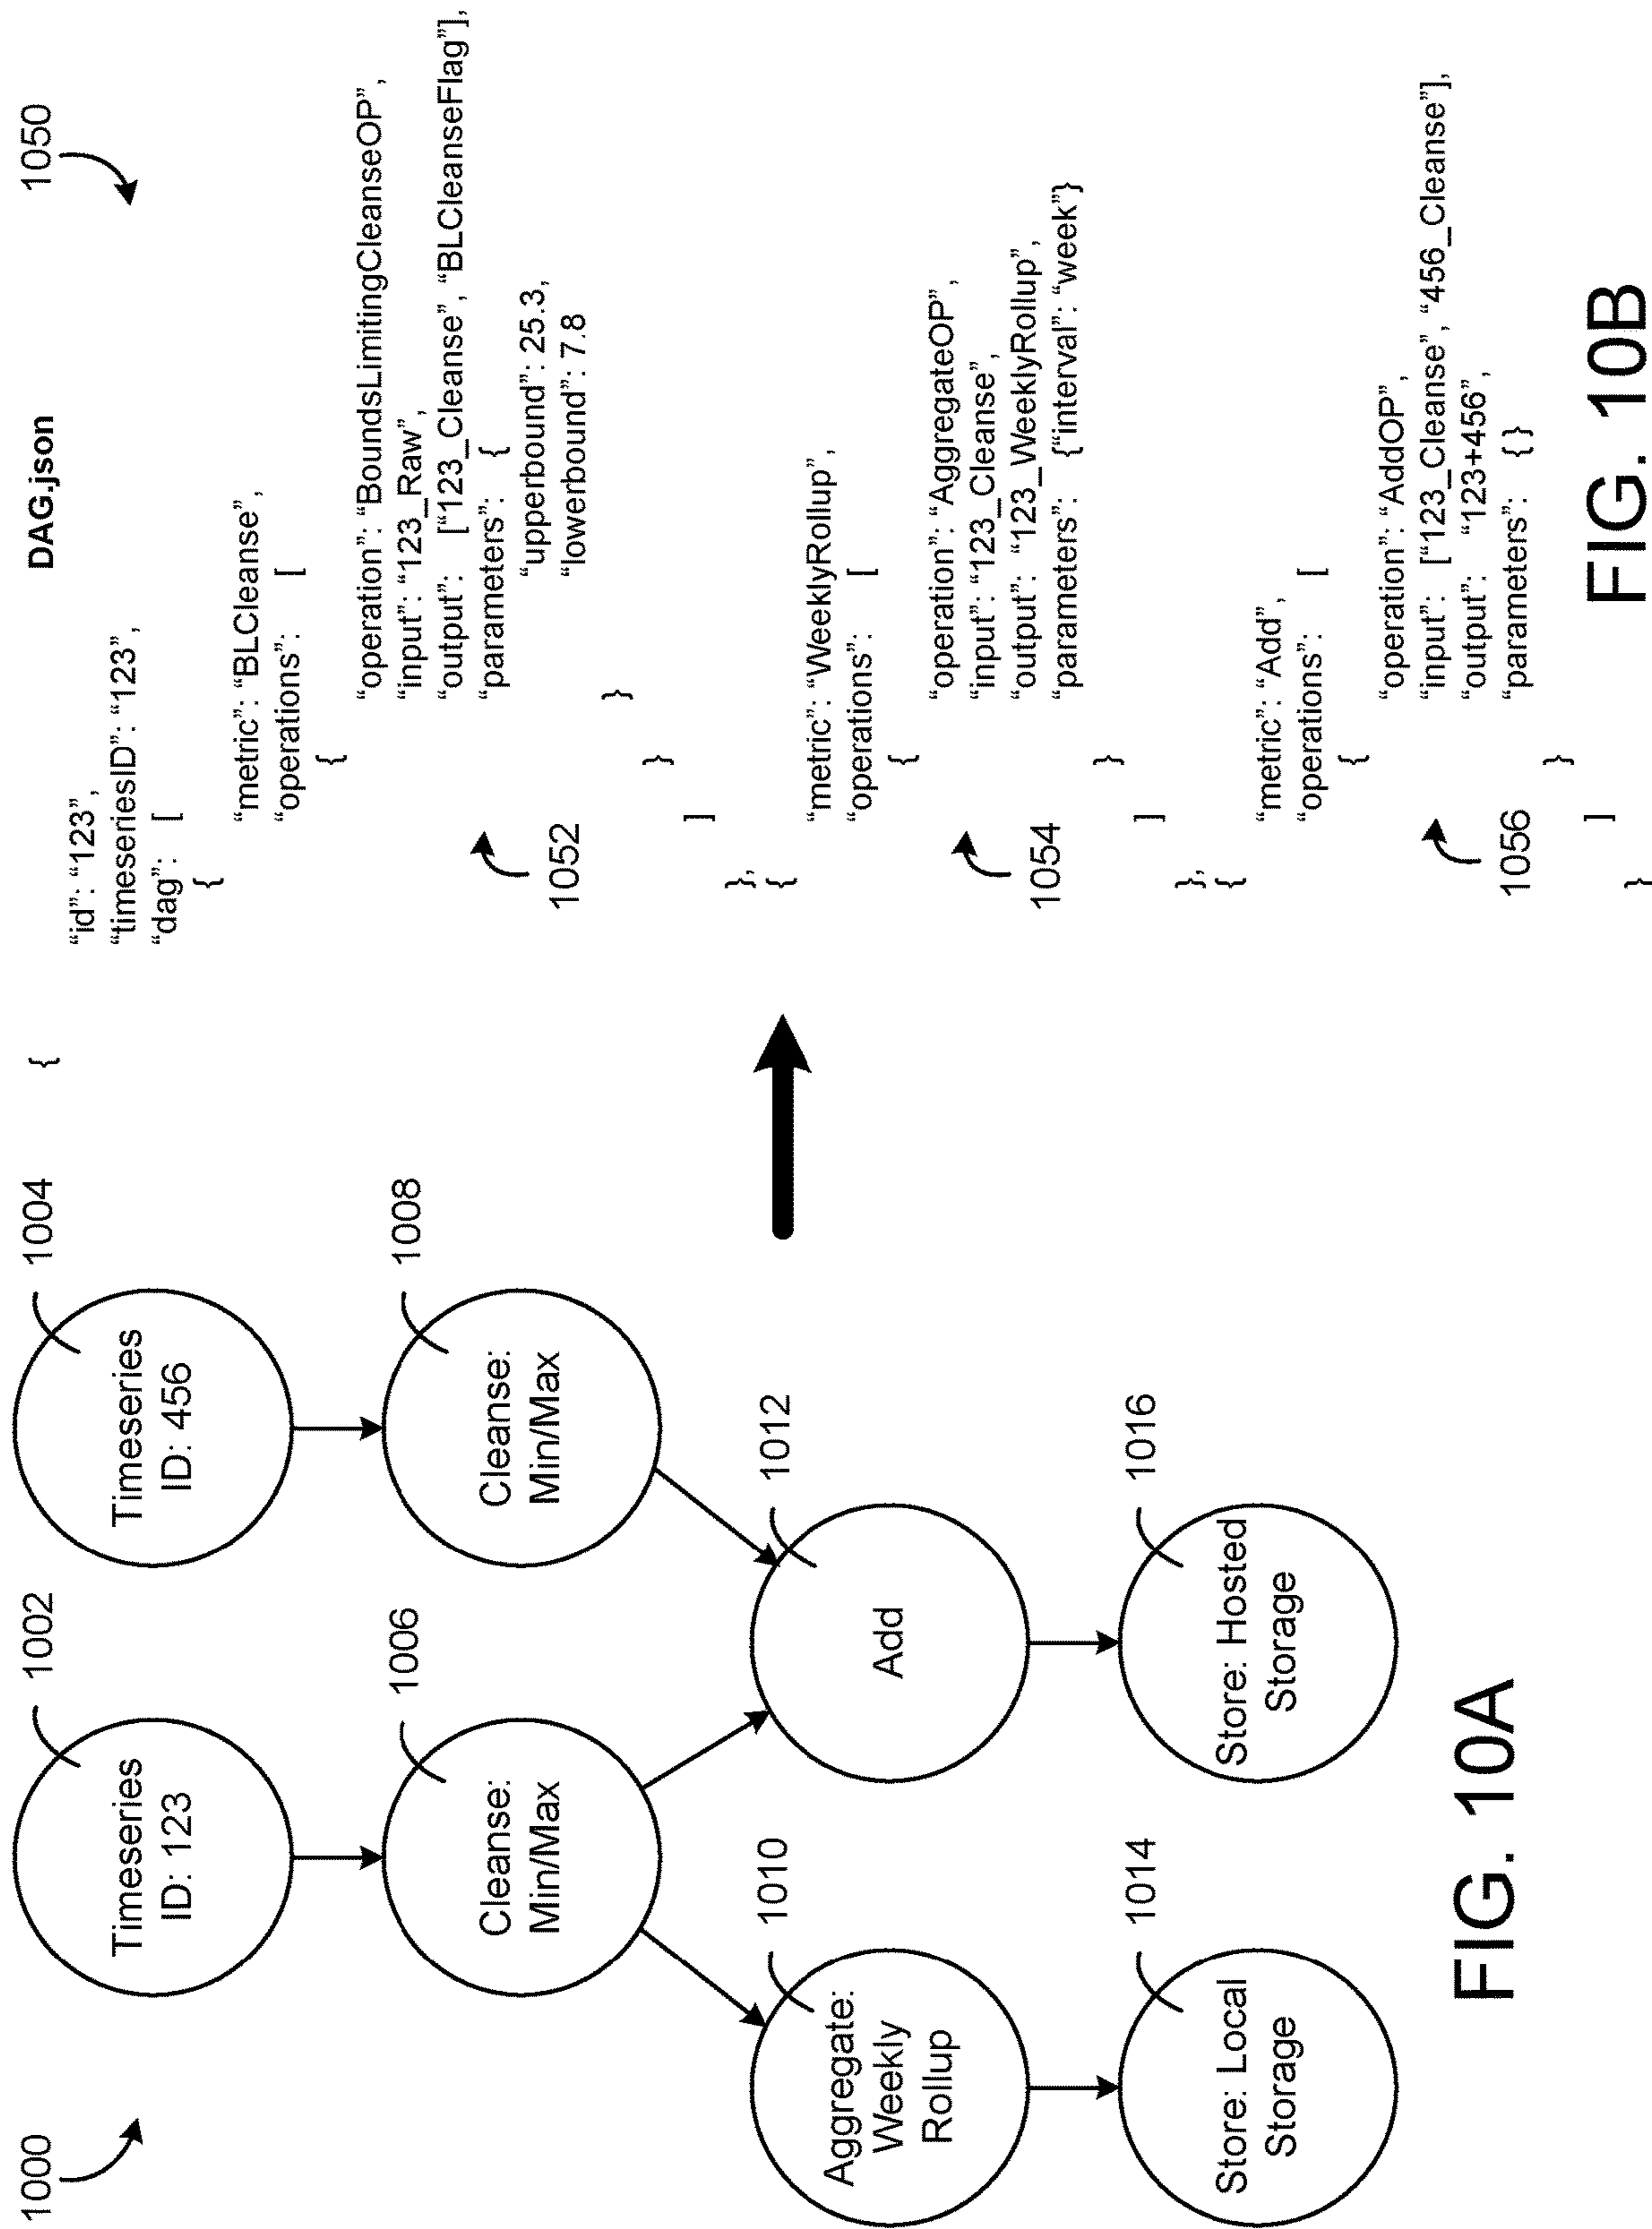 1000
1002
1004
Timeseries
ID: 123
Timeseries
ID: 456
1006
1008
Cleanse:
Min/Max
Cleanse:
Min/Max
1010
1012
Aggregate:
Weekly
Rollup
Add
1014
1016
Store: Local
Storage
Store: Hosted
Storage
FIG. 10A
1050
DAG.json
{
“id”: “123”,
“timeseriesID”: “123”,
“dag”: [
{
“metric”: “BLCleanse”,
“operations”: [
{
“operation”: “BoundsLimitingCleanseOP”,
“input”: “123_Raw”,
“output”: [“123_Cleanse”, “BLCleanseFlag”],
“parameters”: {
“upperbound”: 25.3,
“lowerbound”: 7.8
}
}
]
1052
},
{
“metric”: “WeeklyRollup”,
“operations”: [
{
“operation”: “AggregateOP”,
“input”: “123_Cleanse”,
“output”: “123_WeeklyRollup”,
“parameters”: {“interval”: “week”}
}
]
1054
},
{
“metric”: “Add”,
“operations”: [
{
“operation”: “AddOP”,
“input”: [“123_Cleanse”, “456_Cleanse”],
“output”: “123+456”,
“parameters”: { }
}
]
1056
}
FIG. 10B